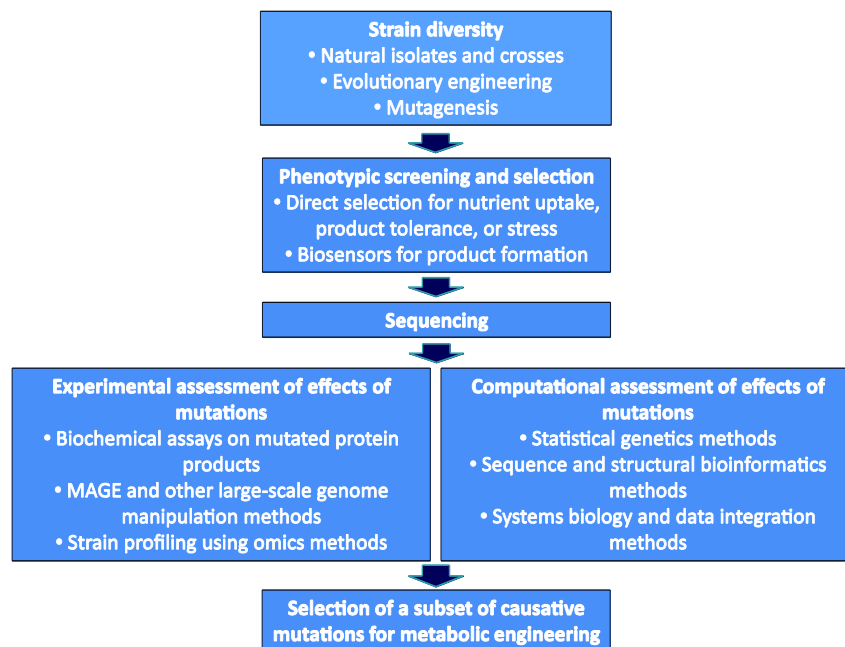 Strain diversity
• Natural isolates and crosses
• Evolutionary engineering
• Mutagenesis
Phenotypic screening and selection
• Direct selection for nutrient uptake,
product tolerance, or stress
• Biosensors for product formation
Sequencing
Experimental assessment of effects of
mutations
• Biochemical assays on mutated protein
products
• MAGE and other large-scale genome
manipulation methods
• Strain profiling using omics methods
Computational assessment of effects of
mutations
• Statistical genetics methods
• Sequence and structural bioinformatics
methods
• Systems biology and data integration
methods
Selection of a subset of causative
mutations for metabolic engineering